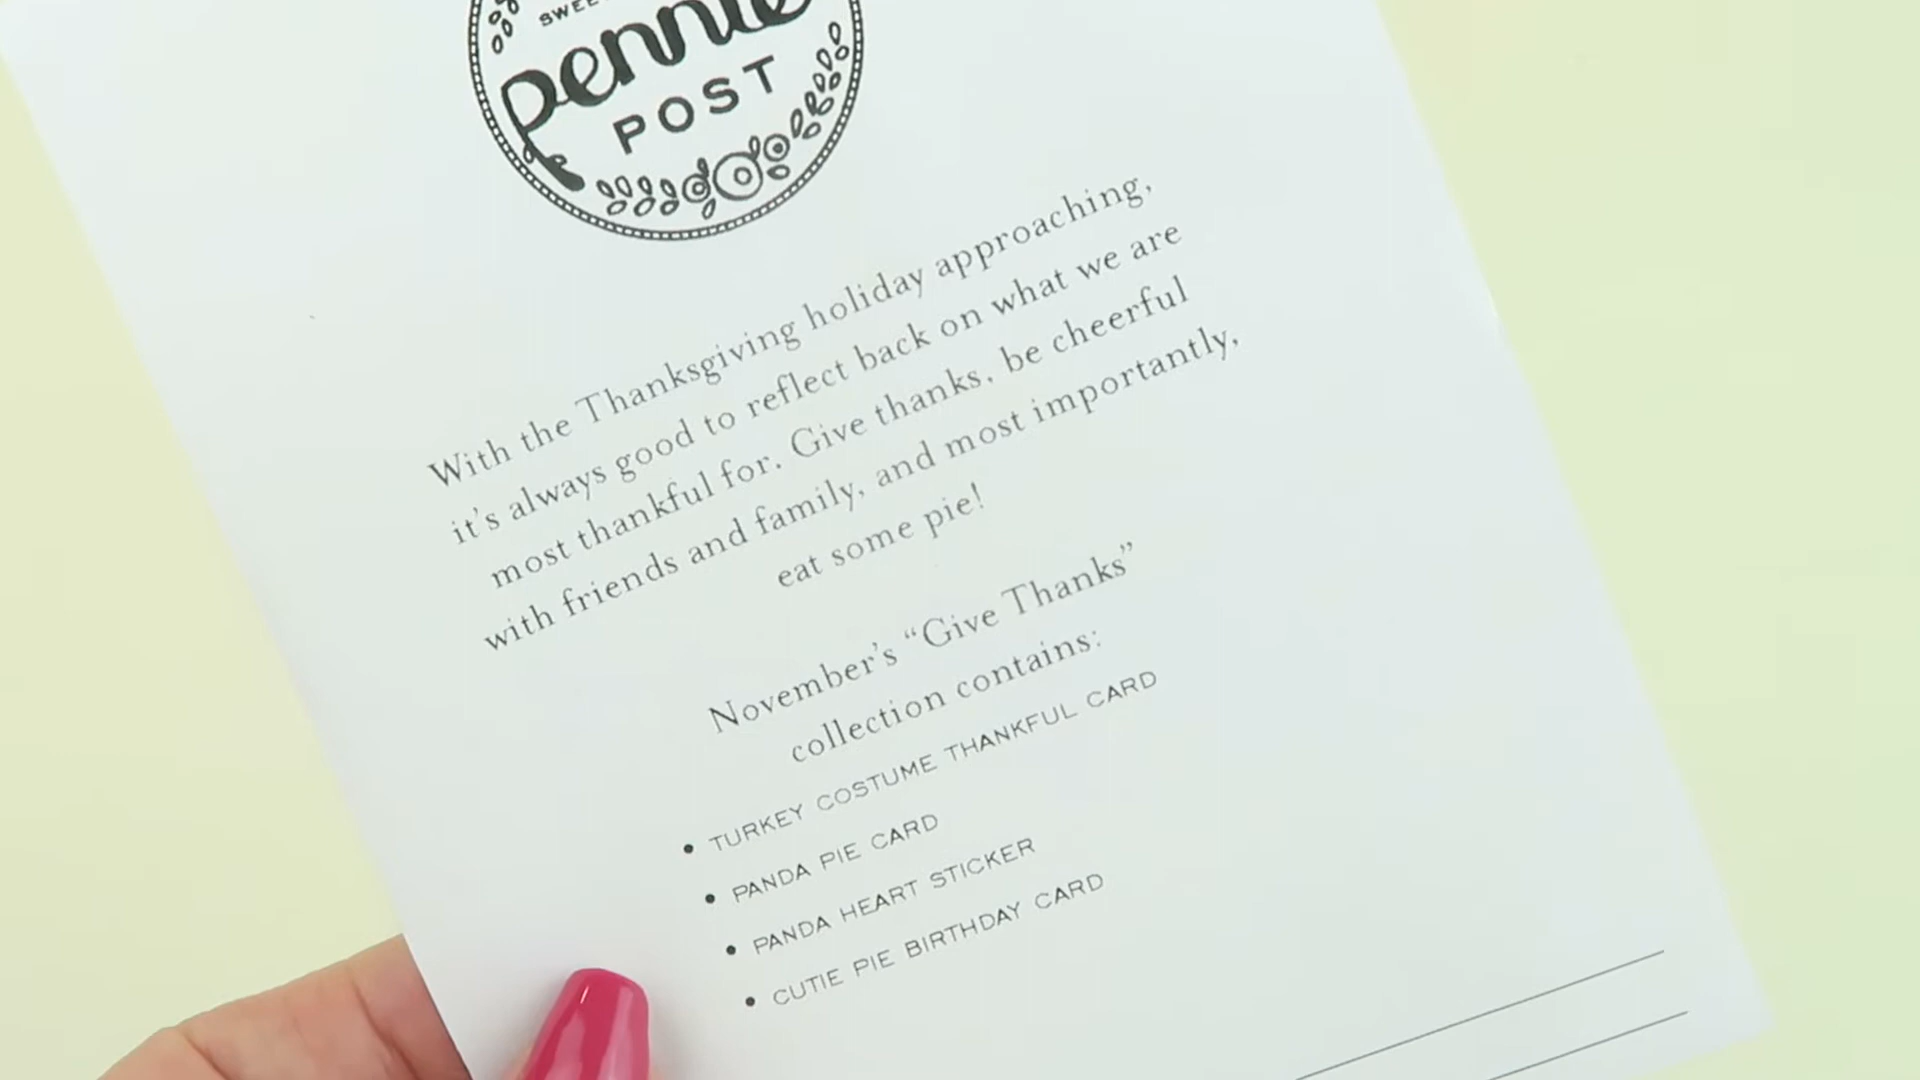 pennie
POST
With the Thanksgiving holiday approaching,
it's always good to reflect back on what we are
most thankful for. Give thanks, be cheerful
with friends and family, and most importantly,
eat some pie!
November's “Give Thanks”
collection contains:
• TURKEY COSTUME THANKFUL CARD
• PANDA PIE CARD
• PANDA HEART STICKER
• CUTIE PIE BIRTHDAY CARD